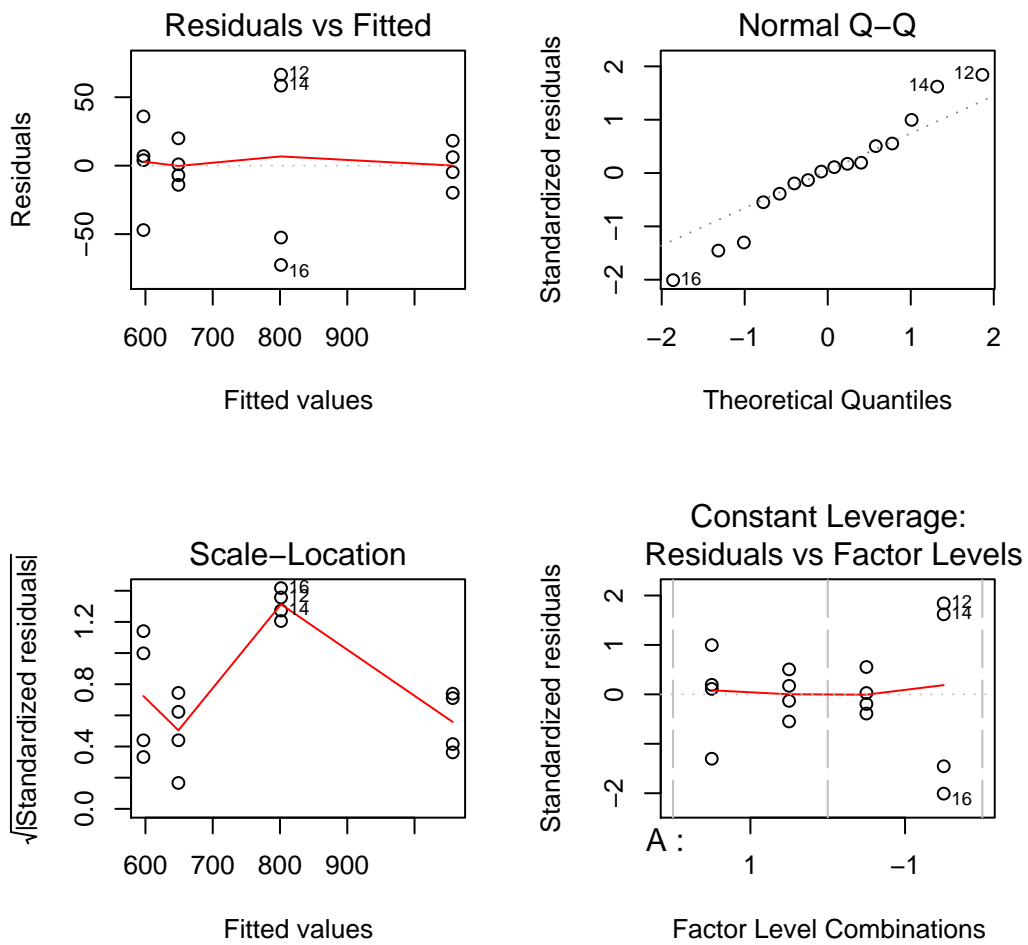 Residuals vs Fitted
Residuals
50
0
−50
12
14
16
600 700 800 900
Fitted values
Normal Q−Q
Standardized residuals
2
1
0
−1
−2
14
12
16
−2 −1 0 1 2
Theoretical Quantiles
Scale−Location
√|Standardized residuals|
1.2
0.8
0.4
0.0
16
12
14
600 700 800 900
Fitted values
Constant Leverage:
Residuals vs Factor Levels
Standardized residuals
2
1
0
−2
12
14
16
A :
1 −1
Factor Level Combinations